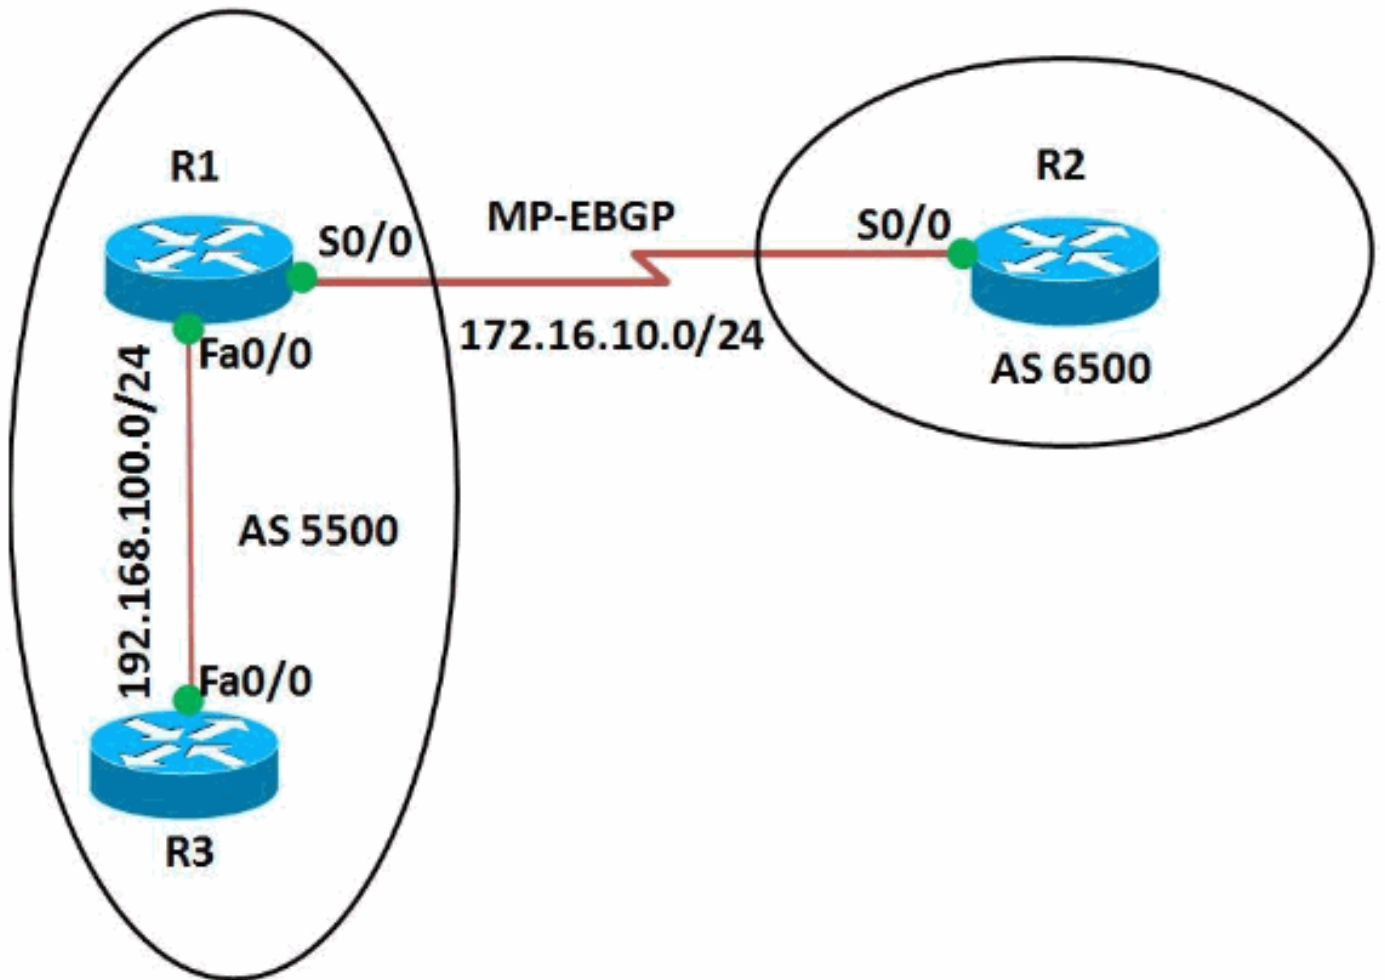 R1
R2
MP-EBGP
S0/0
S0/0
172.16.10.0/24
Fa0/0
AS 6500
192.168.100.0/24
AS 5500
Fa0/0
R3